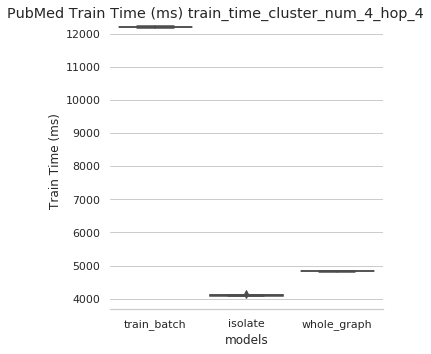 PubMed Train Time (ms) train_time_cluster_num_4_hop_4
12000
11000
10000
9000
8000
7000
6000
5000
4000
Train Time (ms)
train_batch isolate whole_graph
models